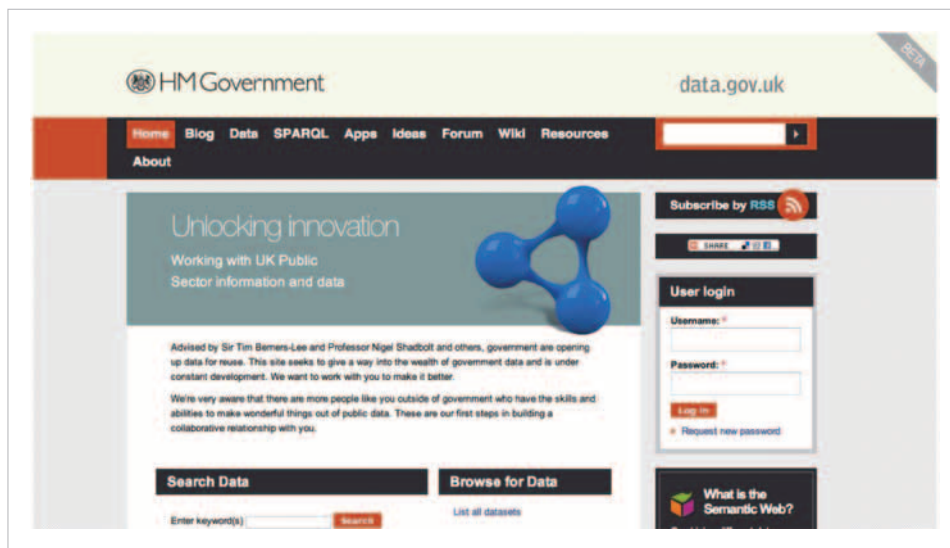 BETA
HM Government
data.gov.uk
Home Blog Data SPARQL Apps Ideas Forum Wiki Resources
About
Unlocking innovation
Working with UK Public
Sector information and data
Advised by Sir Tim Berners-Lee and Professor Nigel Shadbolt and others, government are opening
up data for reuse. This site seeks to give a way into the wealth of government data and is under
constant development. We want to work with you to make it better.
We're very aware that there are more people like you outside of government who have the skills and
abilities to make wonderful things out of public data. These are our first steps in building a
collaborative relationship with you.
Search Data
Enter keyword(s) Search
Browse for Data
List all datasets
Subscribe by RSS
SHARE
User login
Username: *
Password: *
Log in
Request new password
What is the
Semantic Web?